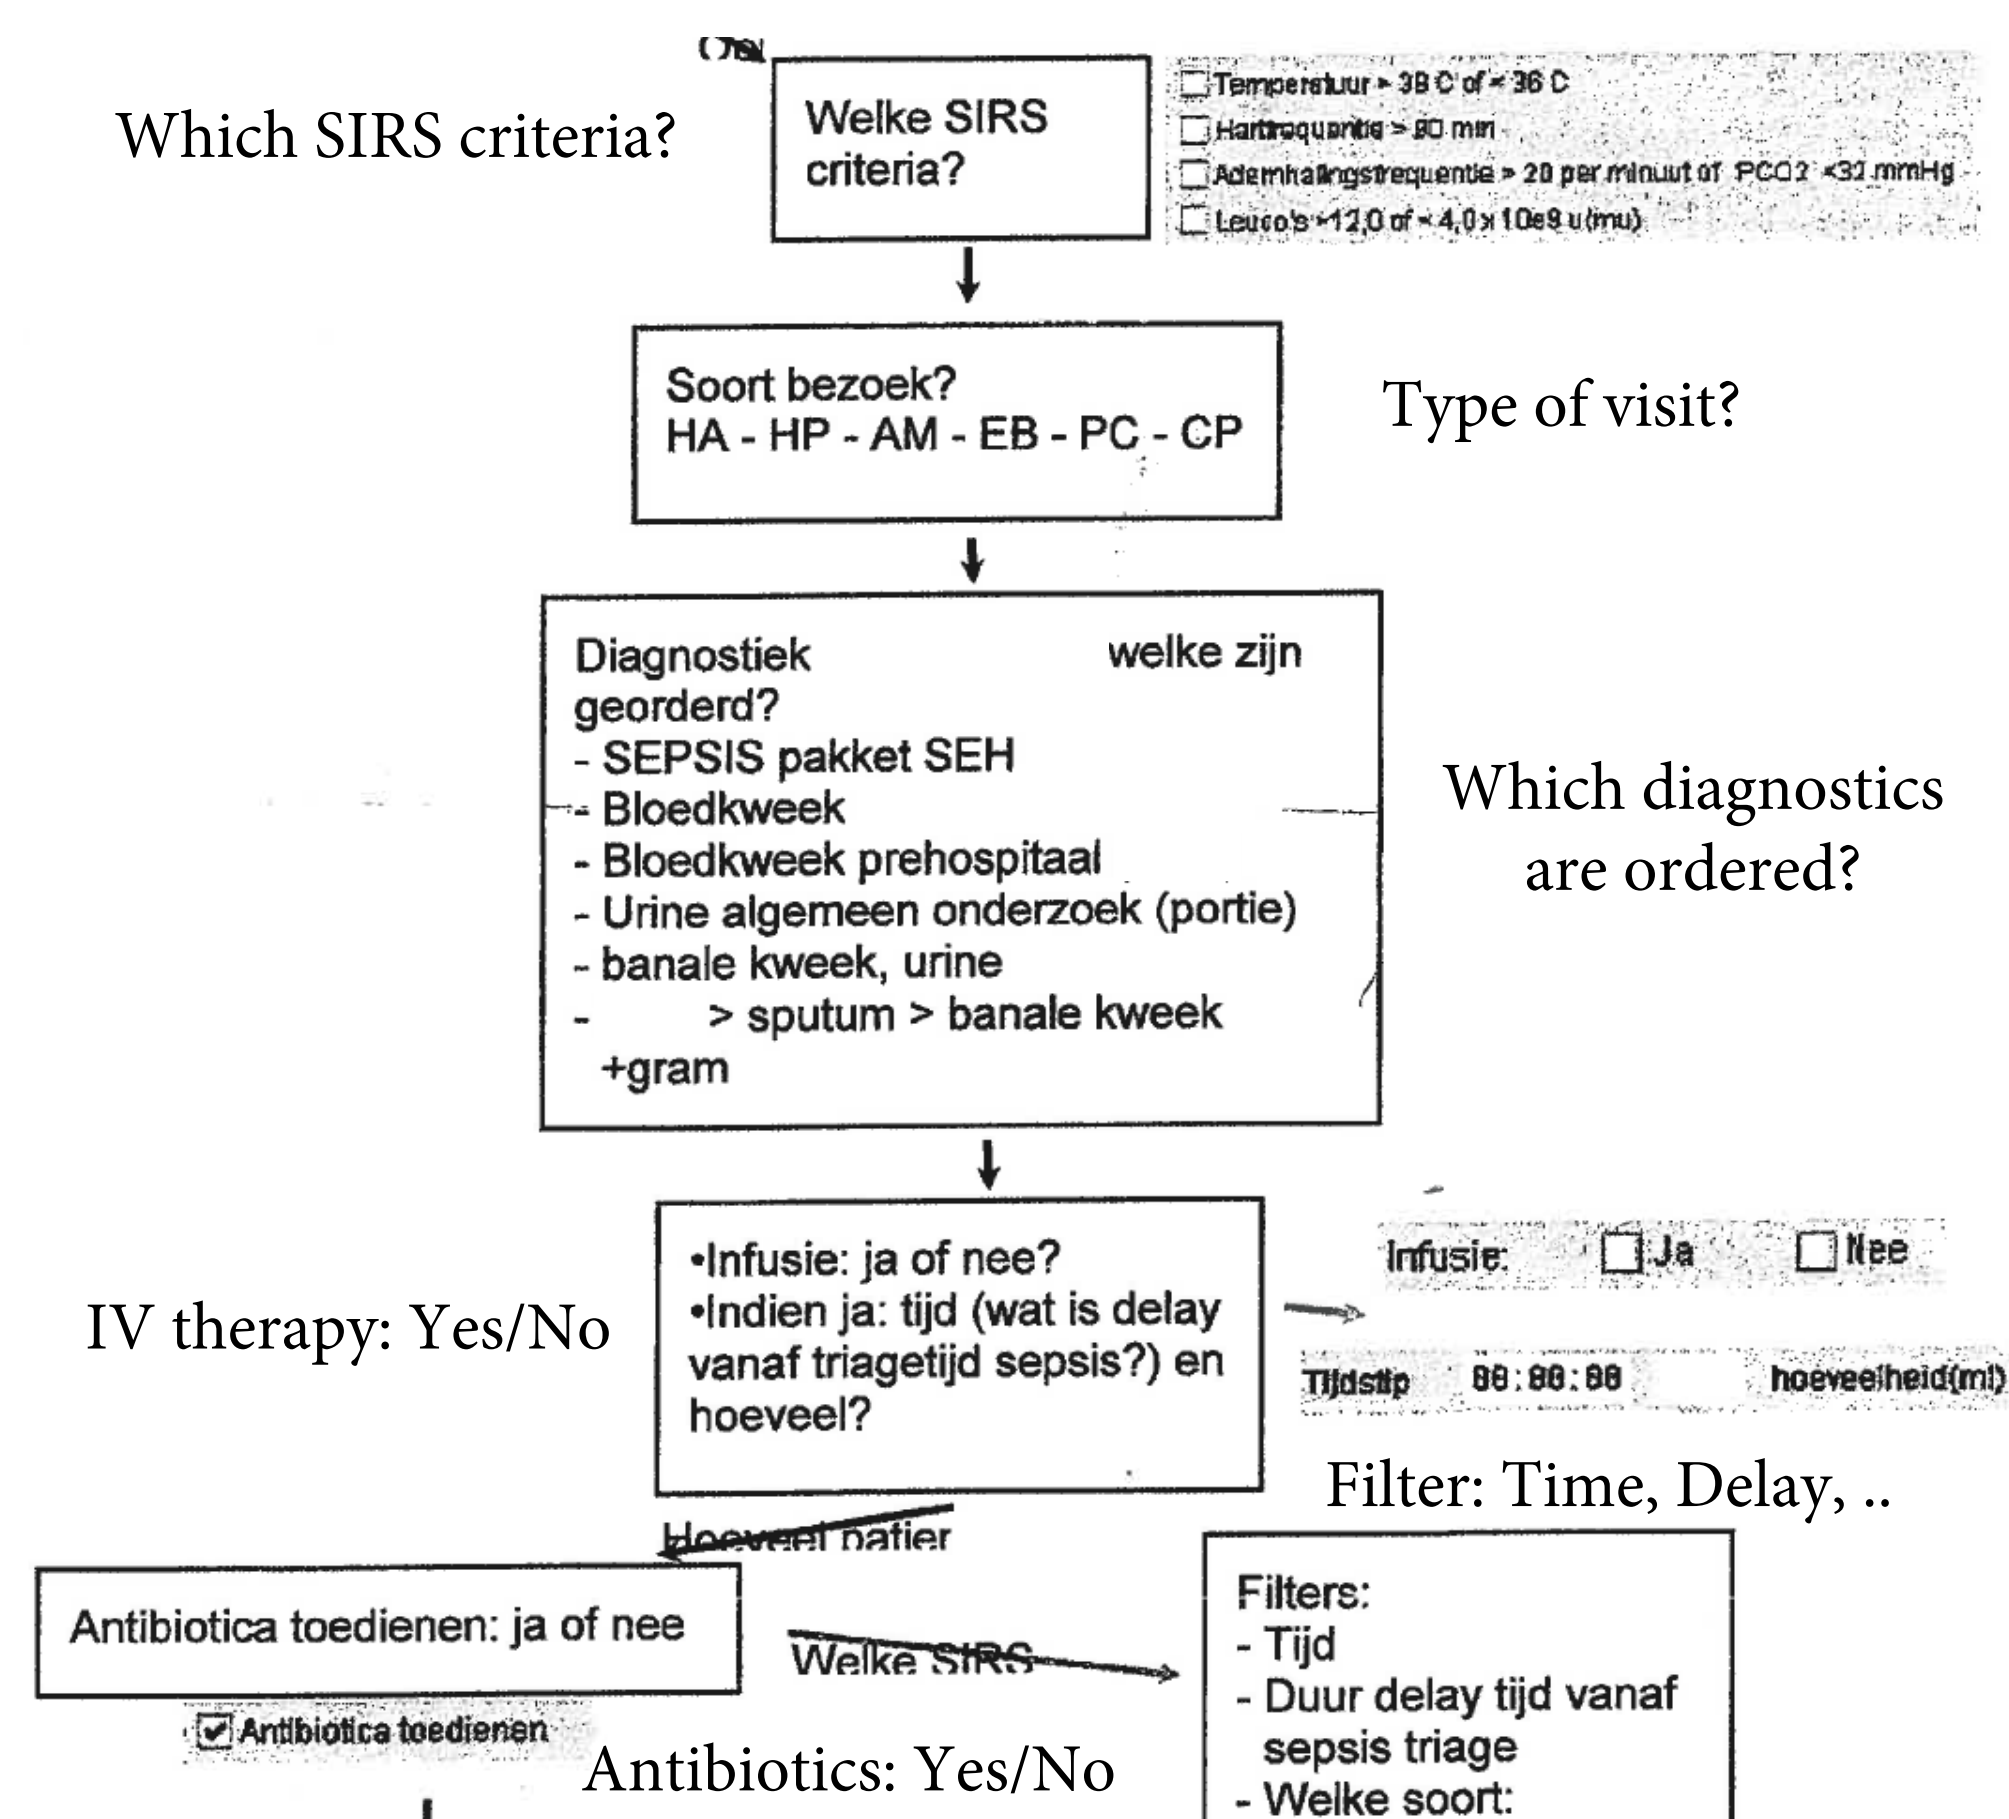 Which SIRS criteria?
Welke SIRS
criteria?
Temperatuur > 38 C of < 36 C
Hartfrequentie > 90 min
Ademhalingsfrequentie > 20 per minuut of PCO2 <32 mmHg
Leuco's >12,0 of < 4,0 x 10e9 u(mu)
Soort bezoek?
HA - HP - AM - EB - PC - CP
Type of visit?
Diagnostiek welke zijn
georderd?
- SEPSIS pakket SEH
- Bloedkweek
- Bloedkweek prehospitaal
- Urine algemeen onderzoek (portie)
- banale kweek, urine
- > sputum > banale kweek
+gram
Which diagnostics
are ordered?
IV therapy: Yes/No
•Infusie: ja of nee?
•Indien ja: tijd (wat is delay
vanaf triagetijd sepsis?) en
hoeveel?
Infusie: Ja Nee
Tijdstip 00:00:00 hoeveelheid(ml)
Filter: Time, Delay, ..
Hoeveel patier
Antibiotica toedienen: ja of nee
Welke SIRS
Antibiotica toedienen
Antibiotics: Yes/No
Filters:
- Tijd
- Duur delay tijd vanaf
sepsis triage
- Welke soort: